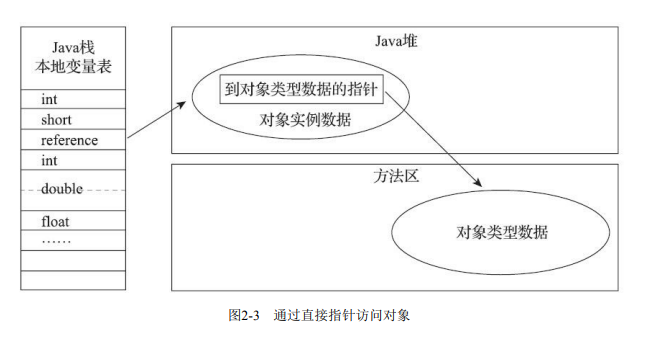 Java栈
本地变量表
int
short
reference
int
double
float
……
Java堆
到对象类型数据的指针
对象实例数据
方法区
对象类型数据
图2-3 通过直接指针访问对象